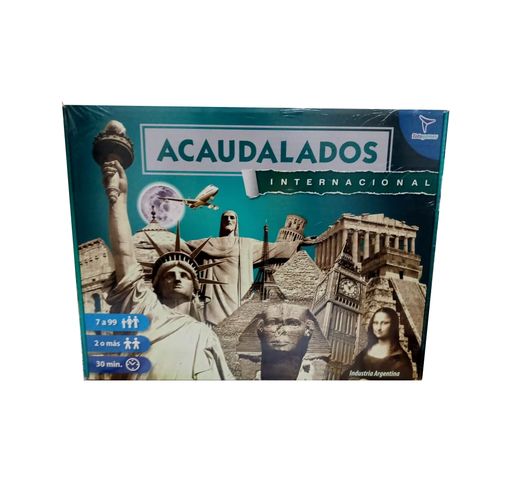 ACAUDALADOS
INTERNACIONAL
7 a 99
2 o más
30 min.
Industria Argentina